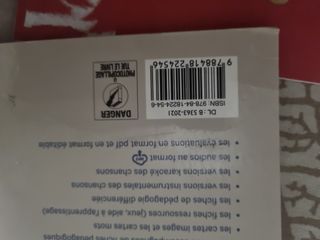 pédagogiques
• les cartes images et les cartes mots
• les fiches ressources (jeux, aide à l'apprentissage)
• les fiches de pédagogie différenciée
• les versions instrumentales des chansons
• les versions karaoké des chansons
• les audios au format
• les évaluations en format pdf et en format éditable
DL: B 5363-2021
ISBN 978-84-18224-54-6
9 788418 224546
DANGER
LE
PHOTOCOPILLAGE
TUE LE LIVRE